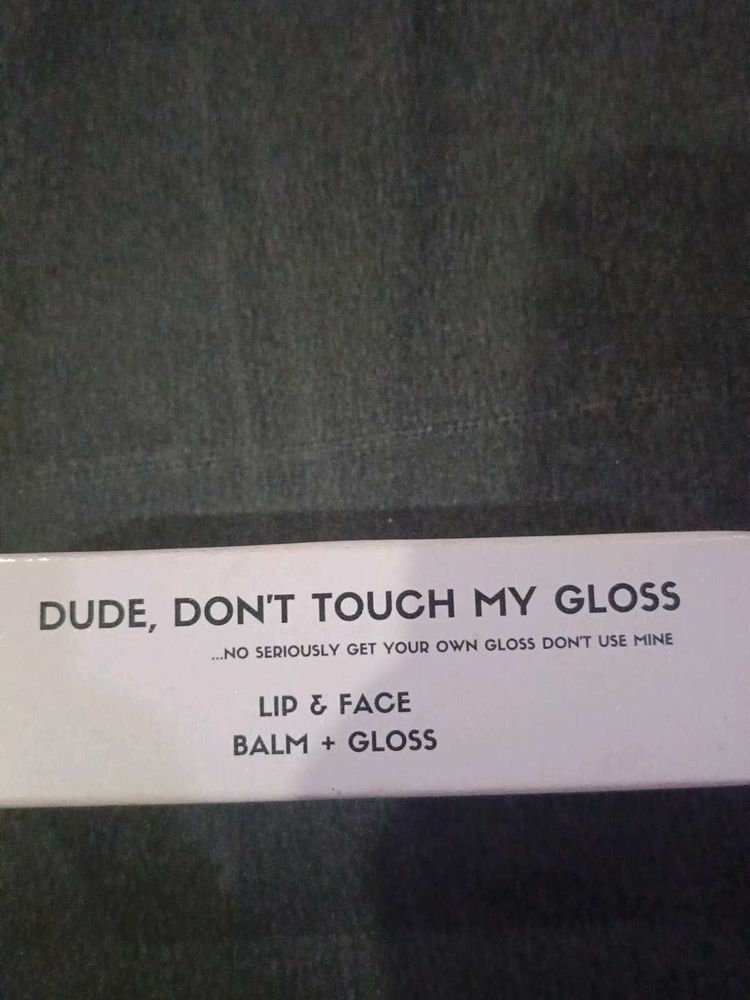 DUDE, DON'T TOUCH MY GLOSS
...NO SERIOUSLY GET YOUR OWN GLOSS DON'T USE MINE
LIP & FACE
BALM + GLOSS